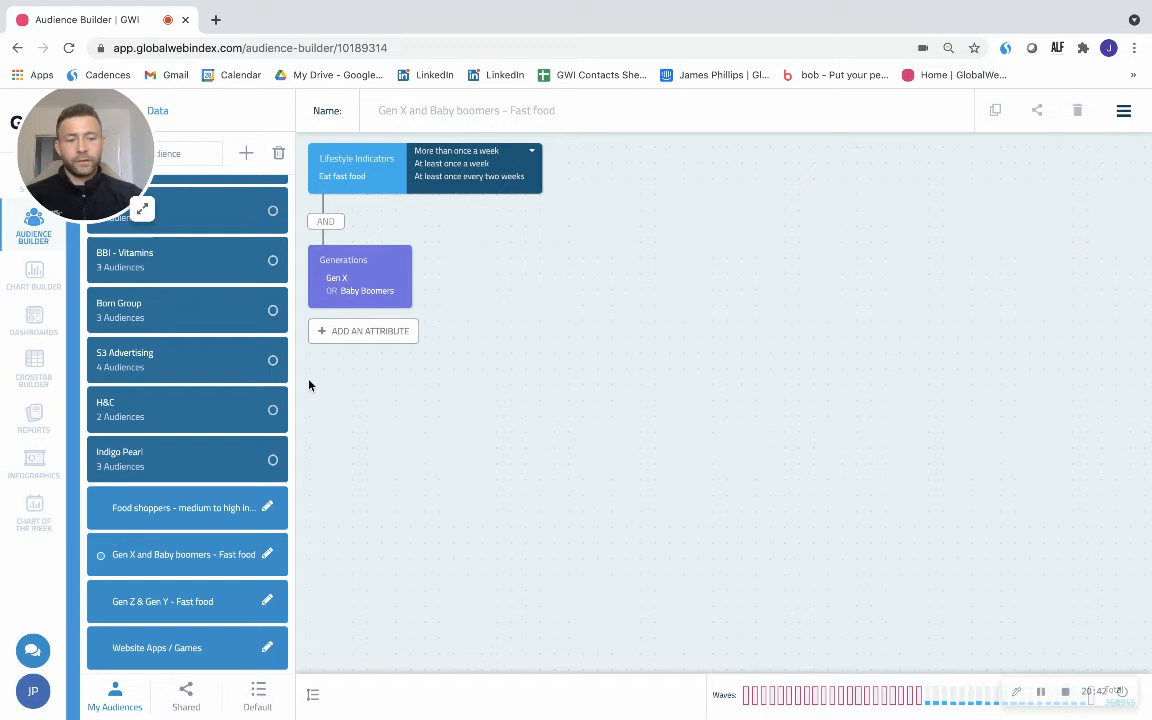 Audience Builder | GWI
app.globalwebindex.com/audience-builder/10189314
ALF
J
Apps
Cadences
Gmail
Calendar
My Drive - Google...
LinkedIn
LinkedIn
GWI Contacts She...
James Phillips | Gl...
bob - Put your pe...
Home | GlobalWe...
»
Data
Name:
Gen X and Baby boomers - Fast food
dience
AUDIENCE
BUILDER
CHART BUILDER
DASHBOARDS
CROSSTAB
BUILDER
REPORTS
INFOGRAPHICS
CHART OF
THE WEEK
JP
BBI - Vitamins
3 Audiences
Born Group
3 Audiences
S3 Advertising
4 Audiences
H&C
2 Audiences
Indigo Pearl
3 Audiences
Food shoppers - medium to high in...
Gen X and Baby boomers - Fast food
Gen Z & Gen Y - Fast food
Website Apps / Games
My Audiences
Shared
Default
Lifestyle Indicators
Eat fast food
More than once a week
At least once a week
At least once every two weeks
AND
Generations
Gen X
OR Baby Boomers
+ ADD AN ATTRIBUTE
Waves:
20:42
Total
368945